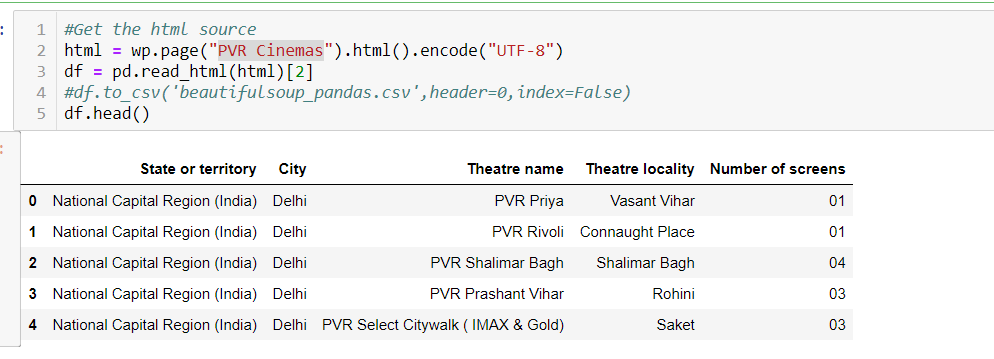 1 #Get the html source
2 html = wp.page("PVR Cinemas").html().encode("UTF-8")
3 df = pd.read_html(html)[2]
4 #df.to_csv('beautifulsoup_pandas.csv',header=0,index=False)
5 df.head()
State or territory City Theatre name Theatre locality Number of screens
0 National Capital Region (India) Delhi PVR Priya Vasant Vihar 01
1 National Capital Region (India) Delhi PVR Rivoli Connaught Place 01
2 National Capital Region (India) Delhi PVR Shalimar Bagh Shalimar Bagh 04
3 National Capital Region (India) Delhi PVR Prashant Vihar Rohini 03
4 National Capital Region (India) Delhi PVR Select Citywalk ( IMAX & Gold) Saket 03